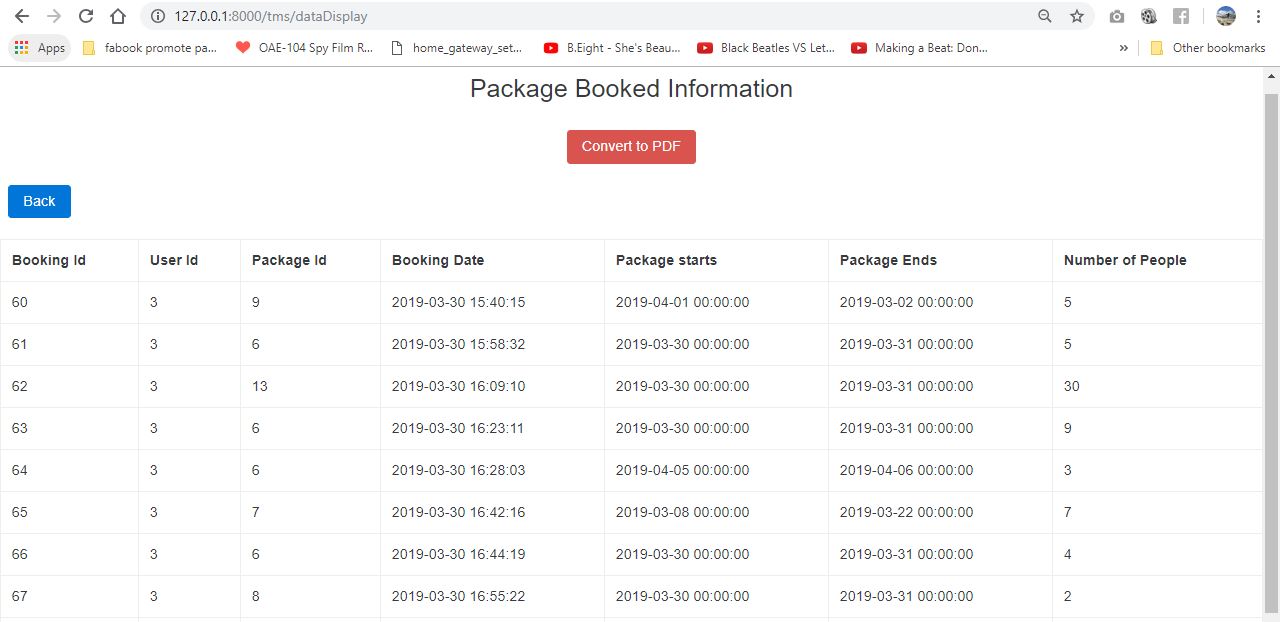 127.0.0.1:8000/tms/dataDisplay
Apps fabook promote pa... OAE-104 Spy Film R... home_gateway_set... B.Eight - She's Beau... Black Beatles VS Let... Making a Beat: Don... » Other bookmarks
Package Booked Information
Convert to PDF
Back
Booking Id User Id Package Id Booking Date Package starts Package Ends Number of People
60 3 9 2019-03-30 15:40:15 2019-04-01 00:00:00 2019-03-02 00:00:00 5
61 3 6 2019-03-30 15:58:32 2019-03-30 00:00:00 2019-03-31 00:00:00 5
62 3 13 2019-03-30 16:09:10 2019-03-30 00:00:00 2019-03-31 00:00:00 30
63 3 6 2019-03-30 16:23:11 2019-03-30 00:00:00 2019-03-31 00:00:00 9
64 3 6 2019-03-30 16:28:03 2019-04-05 00:00:00 2019-04-06 00:00:00 3
65 3 7 2019-03-30 16:42:16 2019-03-08 00:00:00 2019-03-22 00:00:00 7
66 3 6 2019-03-30 16:44:19 2019-03-30 00:00:00 2019-03-31 00:00:00 4
67 3 8 2019-03-30 16:55:22 2019-03-30 00:00:00 2019-03-31 00:00:00 2